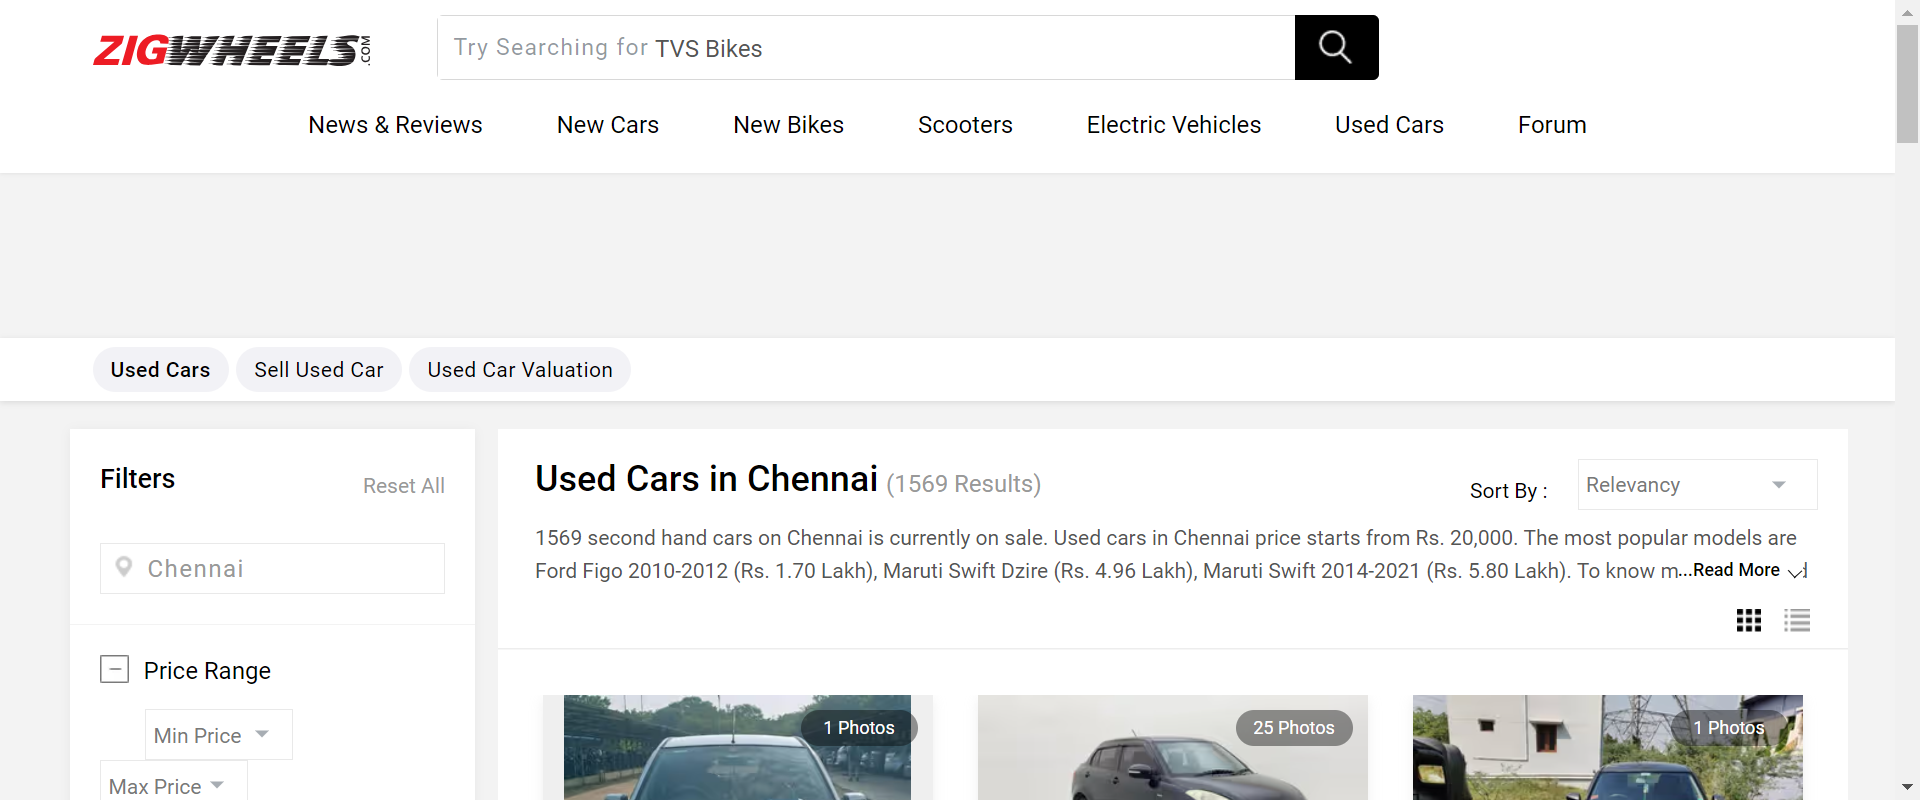 ZIGWHEELS.COM
Try Searching for TVS Bikes
News & Reviews
New Cars
New Bikes
Scooters
Electric Vehicles
Used Cars
Forum
Used Cars
Sell Used Car
Used Car Valuation
Filters
Reset All
Chennai
Price Range
Min Price
Max Price
Used Cars in Chennai (1569 Results)
Sort By :
Relevancy
1569 second hand cars on Chennai is currently on sale. Used cars in Chennai price starts from Rs. 20,000. The most popular models are
Ford Figo 2010-2012 (Rs. 1.70 Lakh), Maruti Swift Dzire (Rs. 4.96 Lakh), Maruti Swift 2014-2021 (Rs. 5.80 Lakh). To know m...Read More
1 Photos
25 Photos
1 Photos